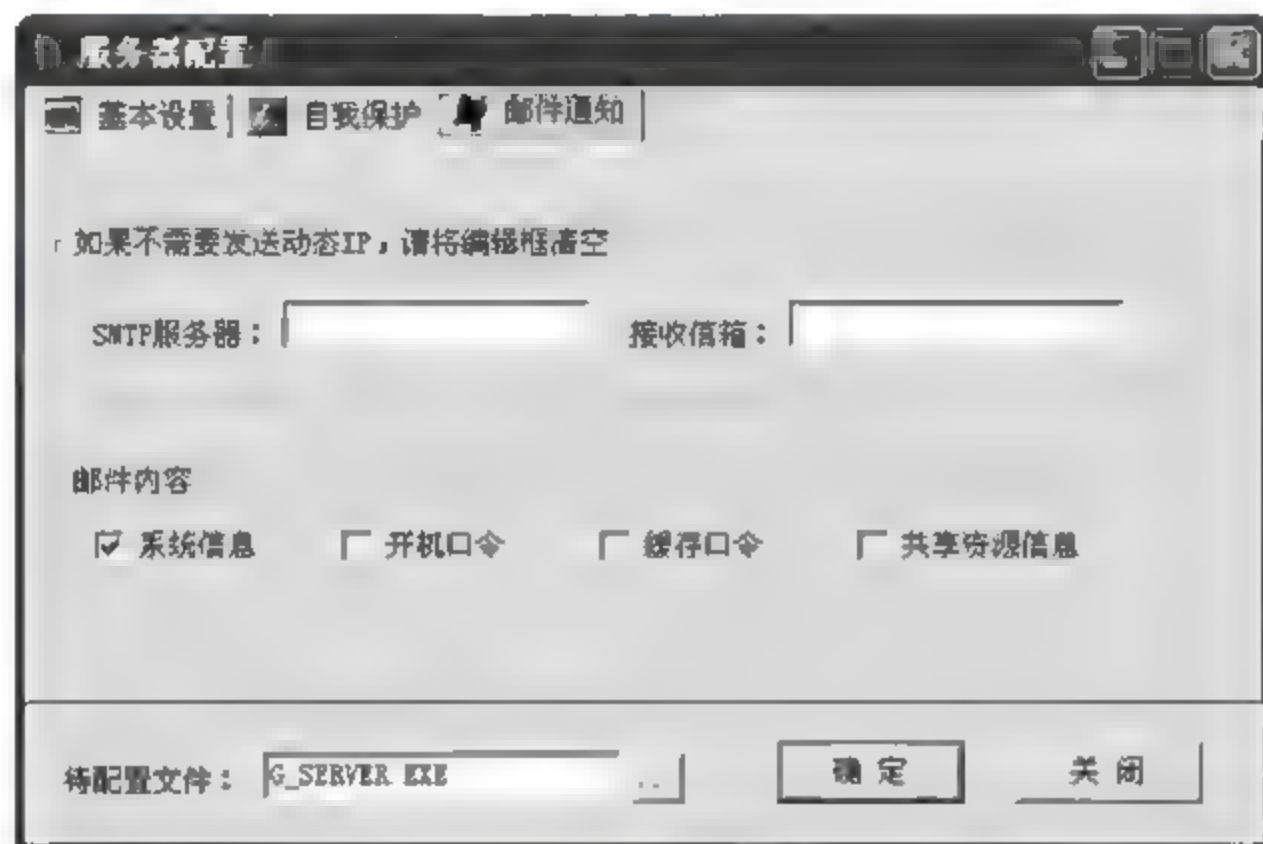 服务器配置
基本设置 自我保护 邮件通知
如果不需要发送动态IP，请将编辑框清空
SMTP服务器： 接收信箱：
邮件内容
系统信息 开机口令 缓存口令 共享资源信息
待配置文件： G_SERVER.EXE ..
确定 关闭